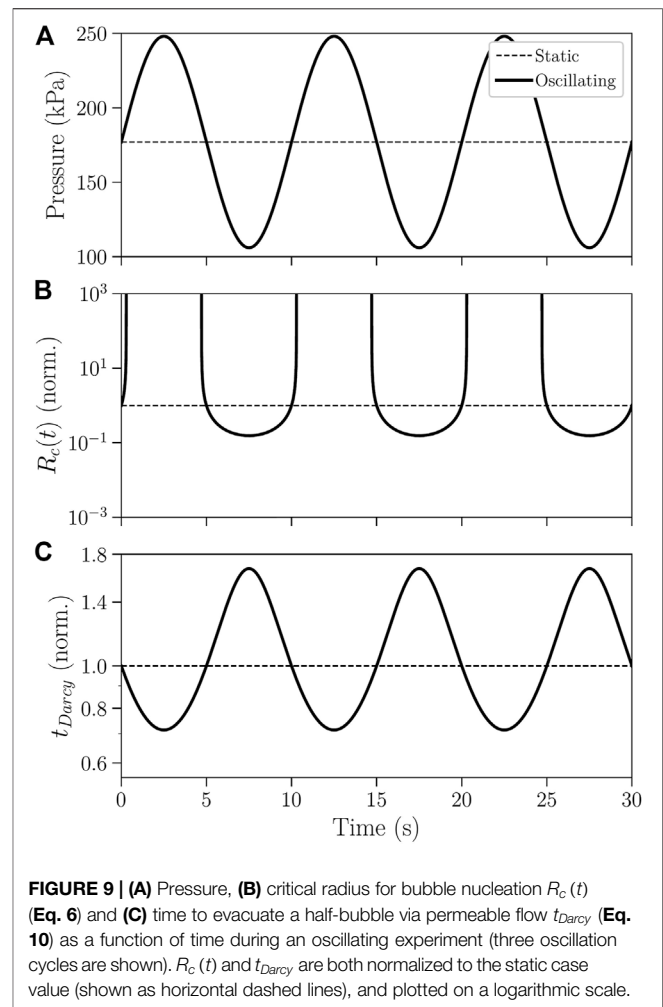 A
250
200
150
100
Pressure (kPa)
Static
Oscillating
B
10³
10¹
10⁻¹
10⁻³
R_c(t) (norm.)
C
1.8
1.4
1.0
0.8
0.6
t_Darcy (norm.)
0 5 10 15 20 25 30
Time (s)
FIGURE 9 | (A) Pressure, (B) critical radius for bubble nucleation R_c (t)
(Eq. 6) and (C) time to evacuate a half-bubble via permeable flow t_Darcy (Eq.
10) as a function of time during an oscillating experiment (three oscillation
cycles are shown). R_c (t) and t_Darcy are both normalized to the static case
value (shown as horizontal dashed lines), and plotted on a logarithmic scale.